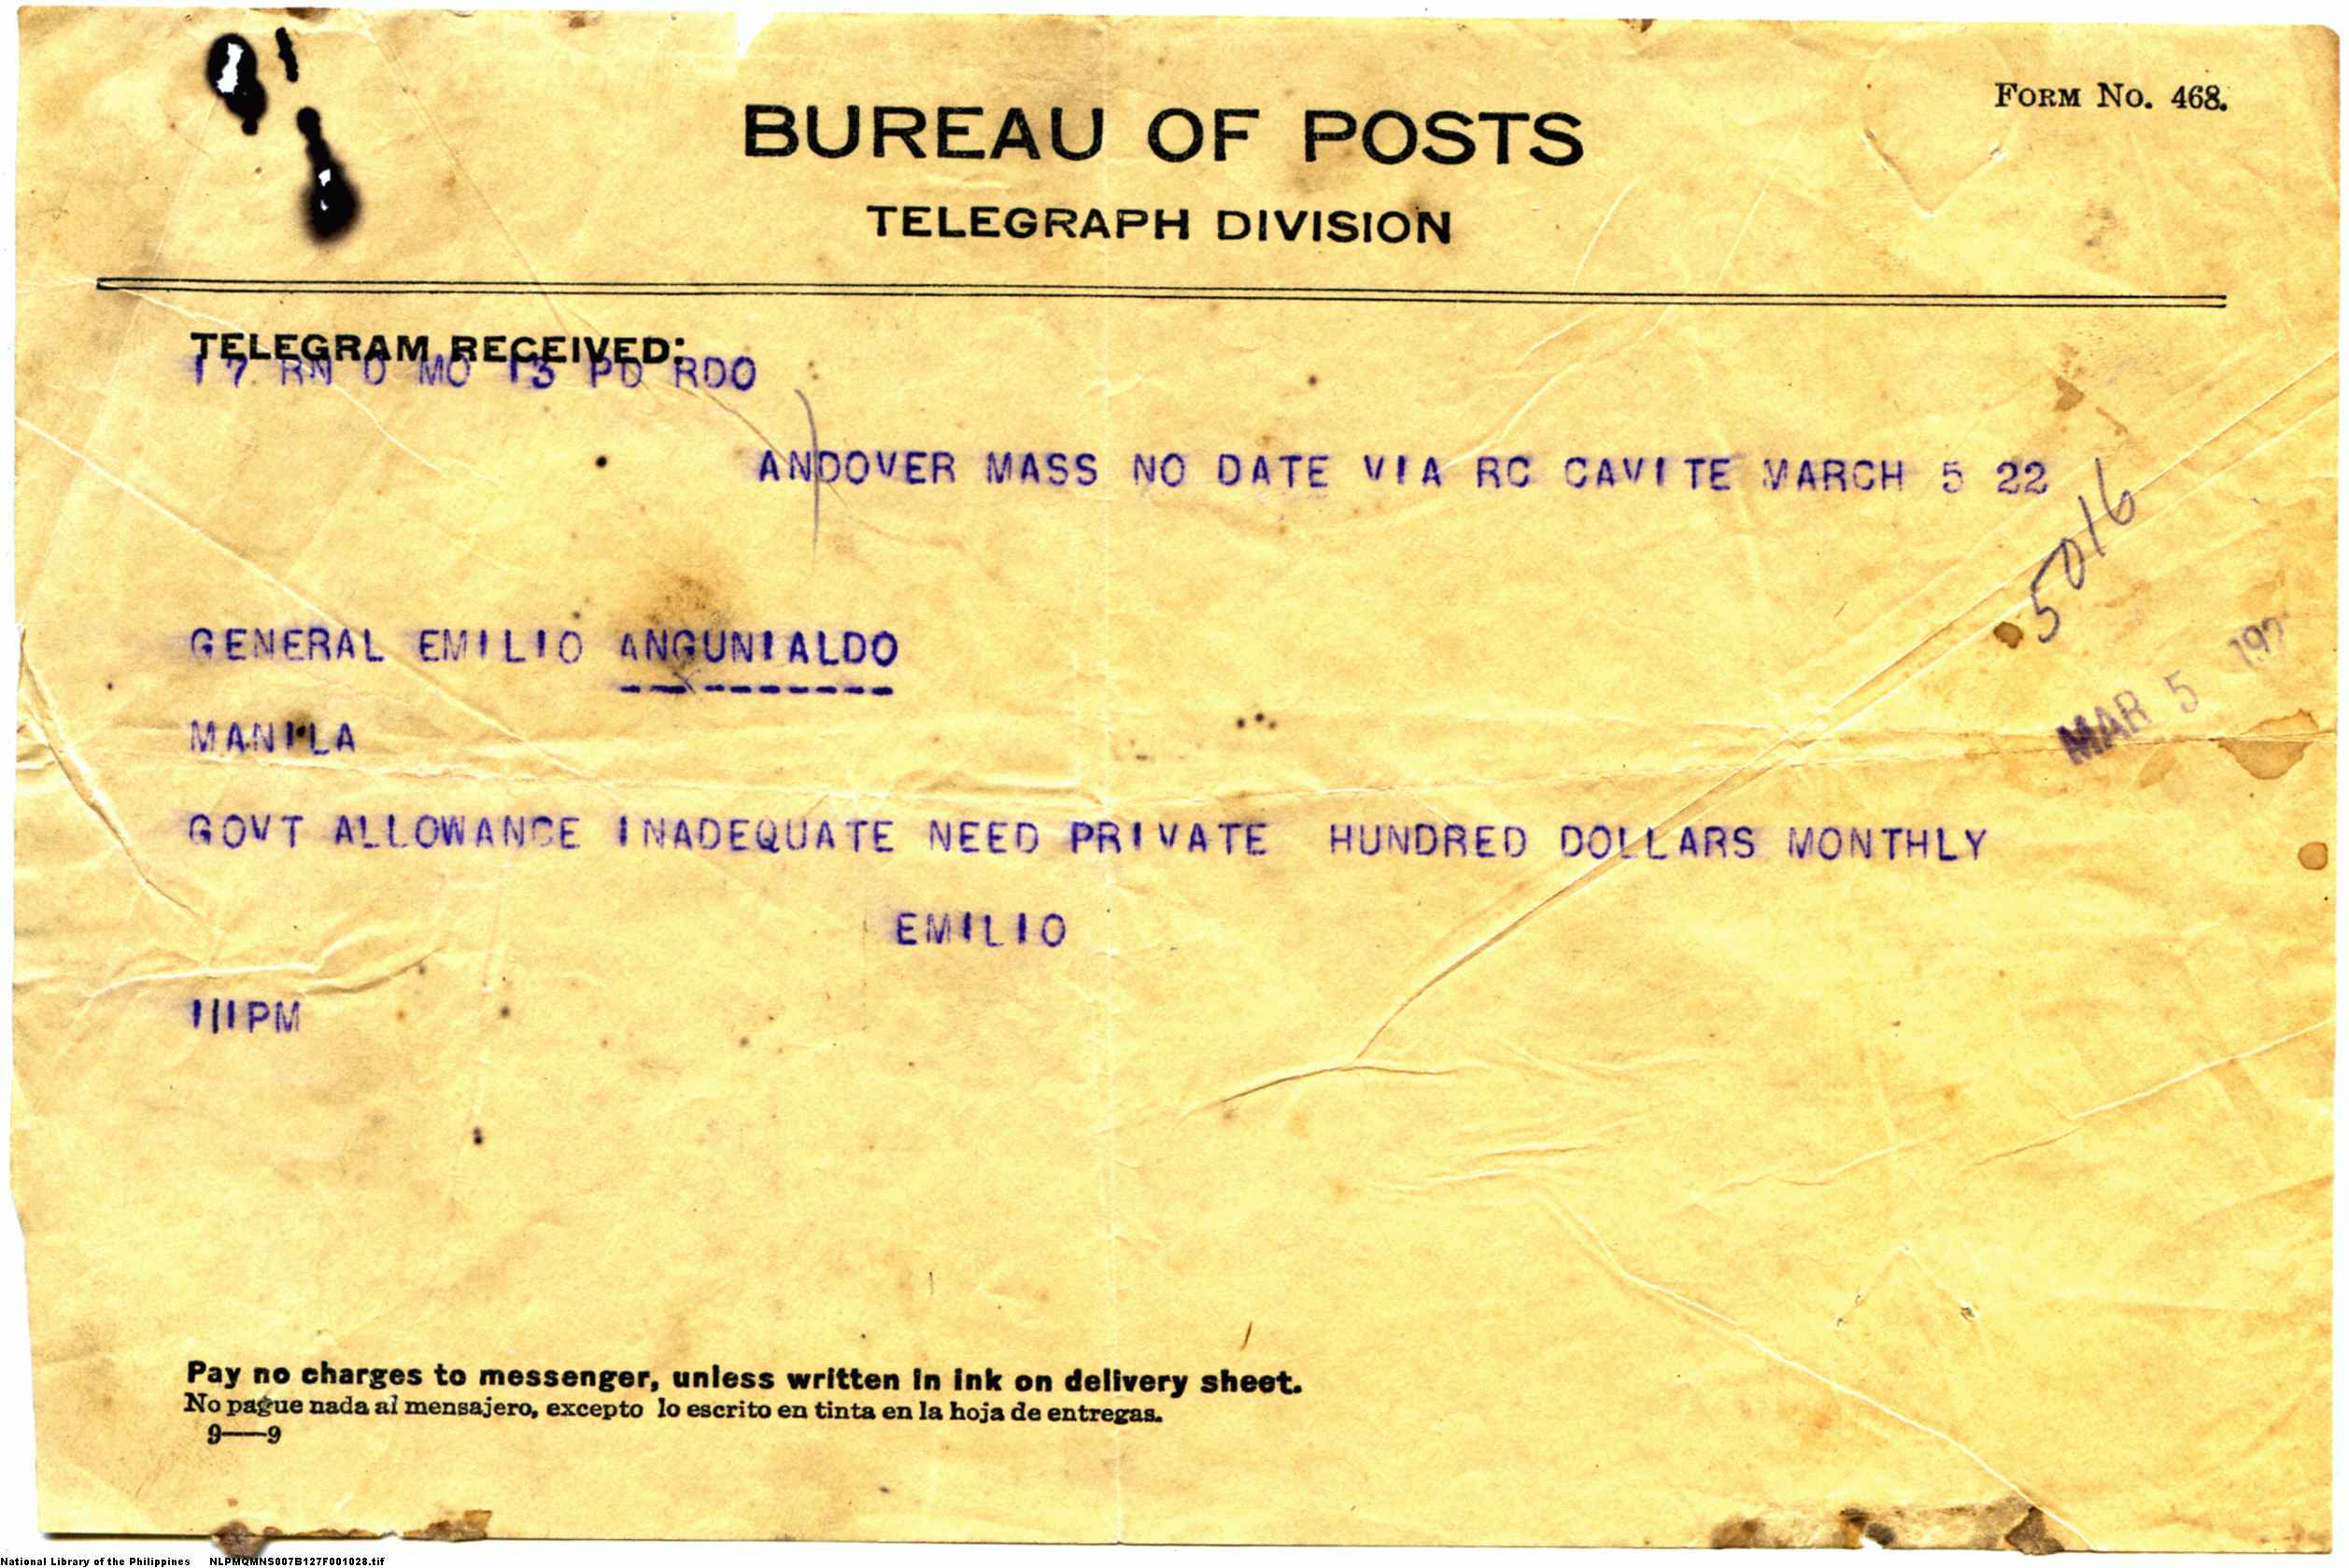 FORM NO. 468.
BUREAU OF POSTS
TELEGRAPH DIVISION
TELEGRAM RECEIVED:
17 RN O MO 13 PD RDO
ANDOVER MASS NO DATE VIA RC CAVITE MARCH 5 22
5016
GENERAL EMILIO ANGUNIALDO
MAR 5 192
MANILA
GOVT ALLOWANCE INADEQUATE NEED PRIVATE HUNDRED DOLLARS MONTHLY
EMILIO
111PM
Pay no charges to messenger, unless written in ink on delivery sheet.
No pague nada al mensajero, excepto lo escrito en tinta en la hoja de entregas.
9—9
National Library of the Philippines NLPMQMNS007B127F001028.tif